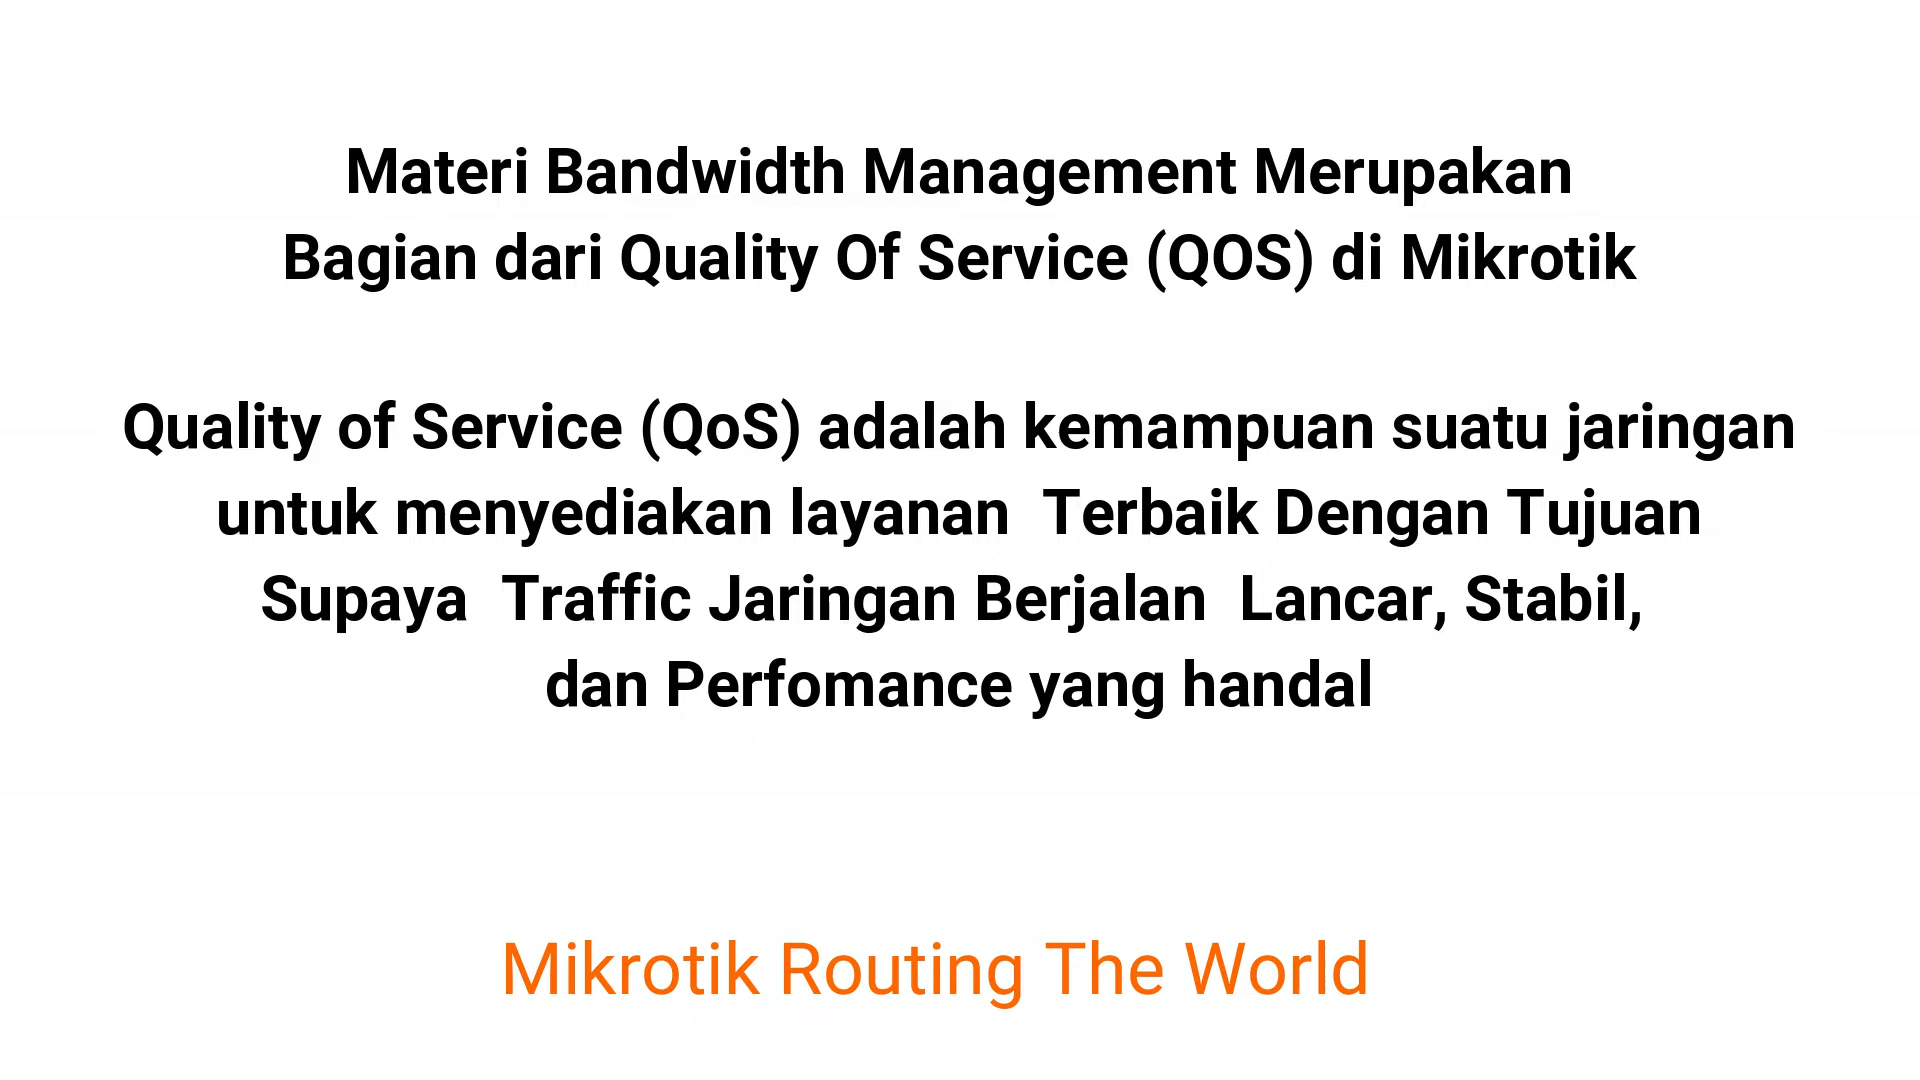 Materi Bandwidth Management Merupakan
Bagian dari Quality Of Service (QOS) di Mikrotik
Quality of Service (QoS) adalah kemampuan suatu jaringan
untuk menyediakan layanan  Terbaik Dengan Tujuan
Supaya  Traffic Jaringan Berjalan  Lancar, Stabil,
dan Perfomance yang handal
Mikrotik Routing The World